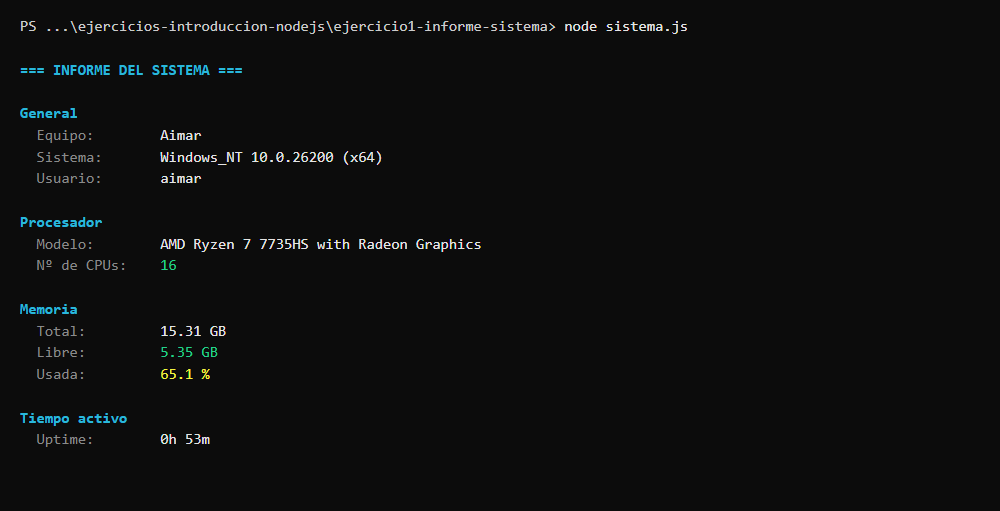 PS ...\ejercicios-introduccion-nodejs\ejercicio1-informe-sistema> node sistema.js
=== INFORME DEL SISTEMA ===
General
Equipo: Aimar
Sistema: Windows_NT 10.0.26200 (x64)
Usuario: aimar
Procesador
Modelo: AMD Ryzen 7 7735HS with Radeon Graphics
Nº de CPUs: 16
Memoria
Total: 15.31 GB
Libre: 5.35 GB
Usada: 65.1 %
Tiempo activo
Uptime: 0h 53m